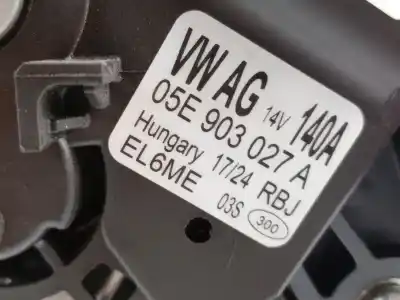 VW AG 14V 140A
05E 903 027 A
Hungary 17/24 RBJ
EL6ME 03S 300